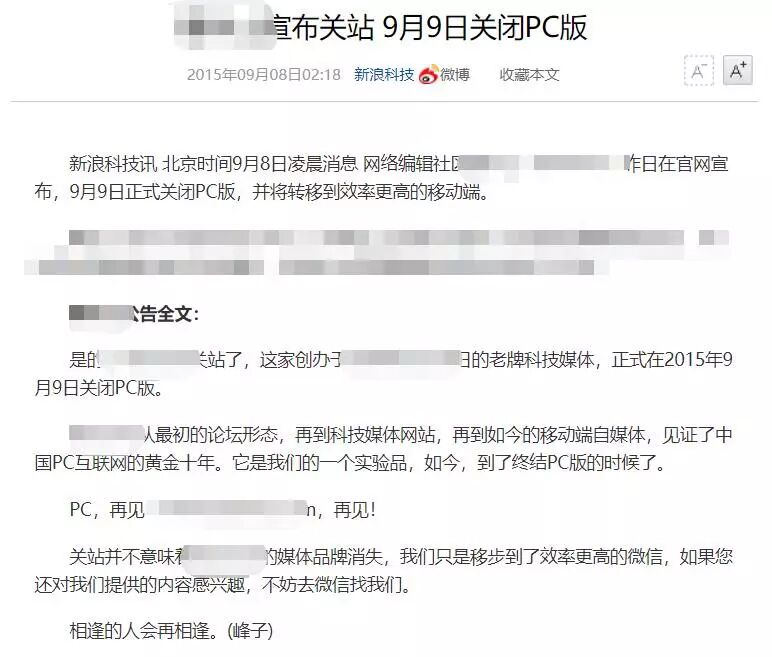 宣布关站 9月9日关闭PC版
2015年09月08日02:18 新浪科技 微博 收藏本文 A- A+
新浪科技讯 北京时间9月8日凌晨消息 网络编辑社区 昨日在官网宣
布，9月9日正式关闭PC版，并将转移到效率更高的移动端。
公告全文：
是的 关站了，这家创办于 日的老牌科技媒体，正式在2015年9
月9日关闭PC版。
从最初的论坛形态，再到科技媒体网站，再到如今的移动端自媒体，见证了中
国PC互联网的黄金十年。它是我们的一个实验品，如今，到了终结PC版的时候了。
PC，再见 m，再见！
关站并不意味着 的媒体品牌消失，我们只是移步到了效率更高的微信，如果您
还对我们提供的内容感兴趣，不妨去微信找我们。
相逢的人会再相逢。(峰子)